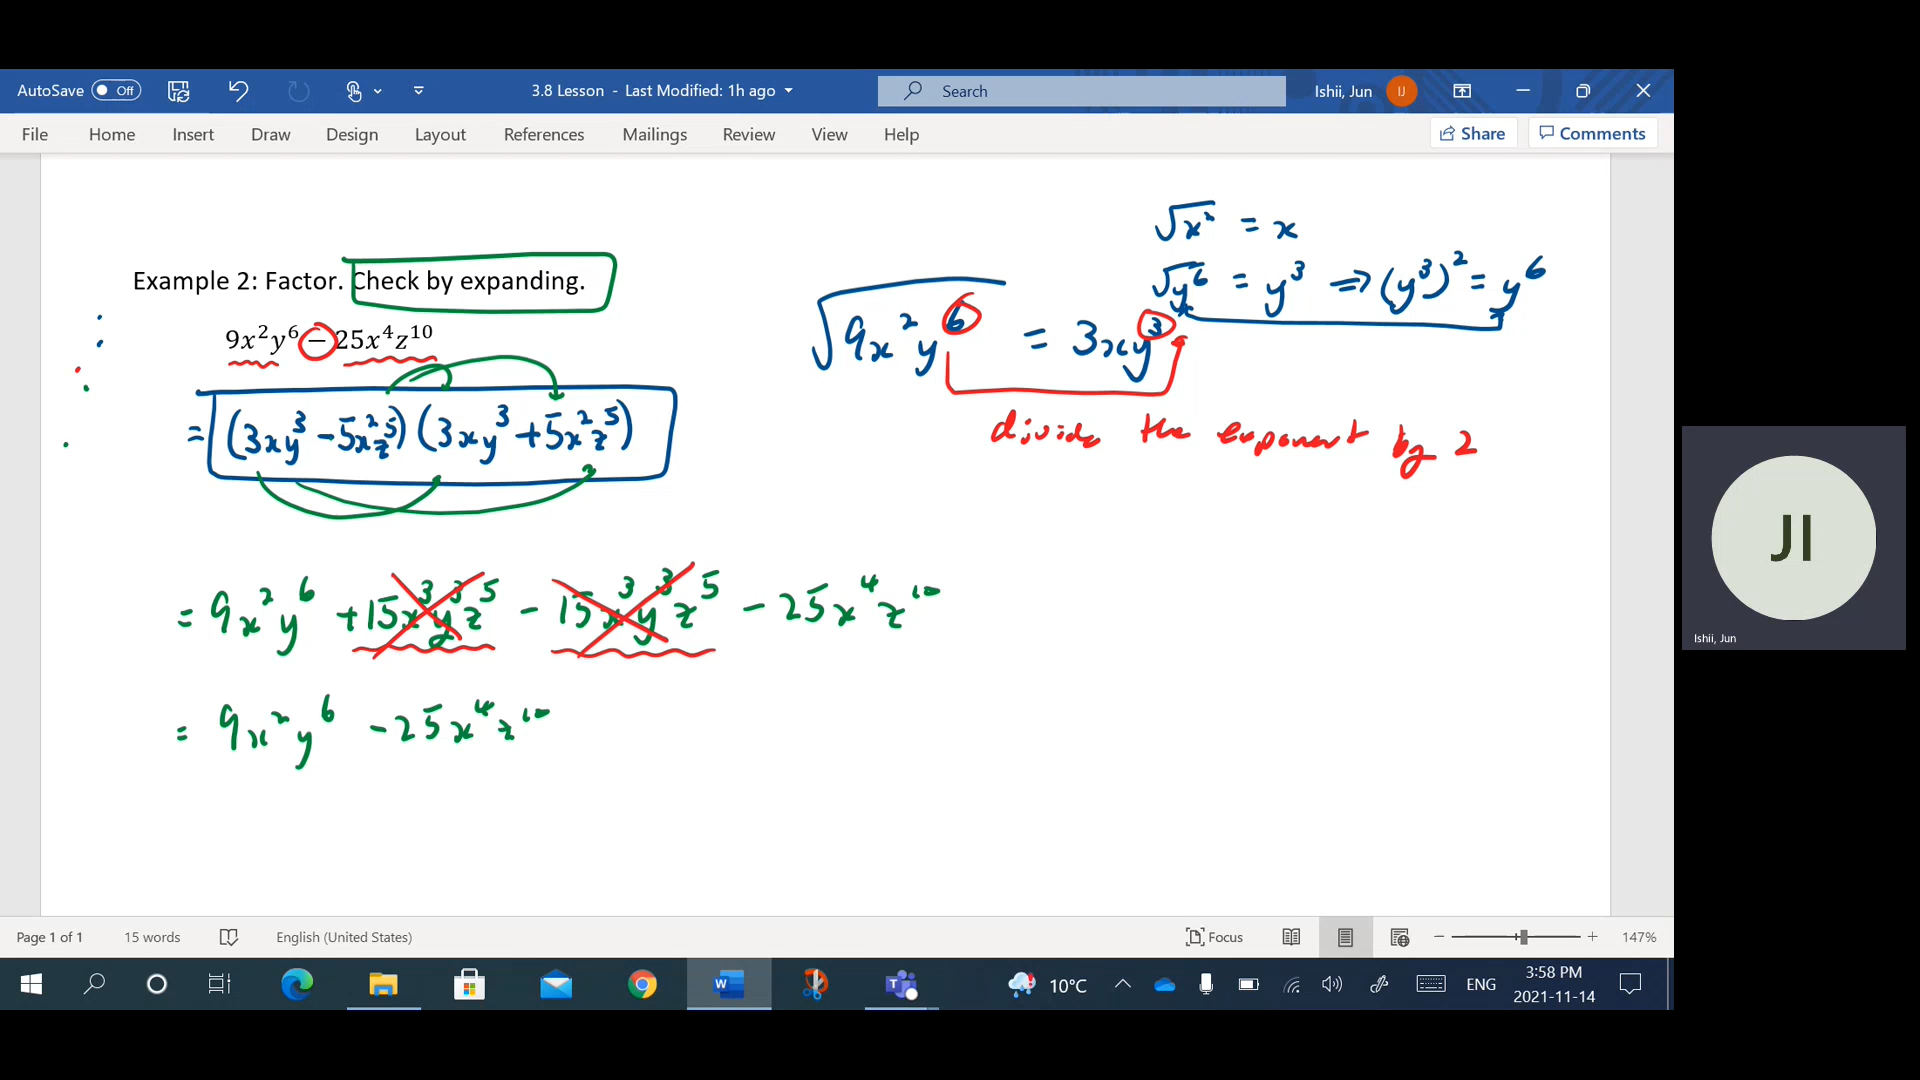 AutoSave Off 3.8 Lesson - Last Modified: 1h ago Search Ishii, Jun IJ
File Home Insert Draw Design Layout References Mailings Review View Help Share Comments
√x² = x
√y⁶ = y³ ⇒ (y³)² = y⁶
Example 2: Factor. Check by expanding.
9x²y⁶ − 25x⁴z¹⁰
√9x²y⁶ = 3xy³
= (3xy³ - 5x²z⁵)(3xy³ + 5x²z⁵)
divide the exponent by 2
= 9x²y⁶ + 15x³y³z⁵ - 15x³y³z⁵ - 25x⁴z¹⁰
= 9x²y⁶ - 25x⁴z¹⁰
JI
Ishii, Jun
Page 1 of 1 15 words English (United States) Focus 147%
10°C ENG 3:58 PM
2021-11-14